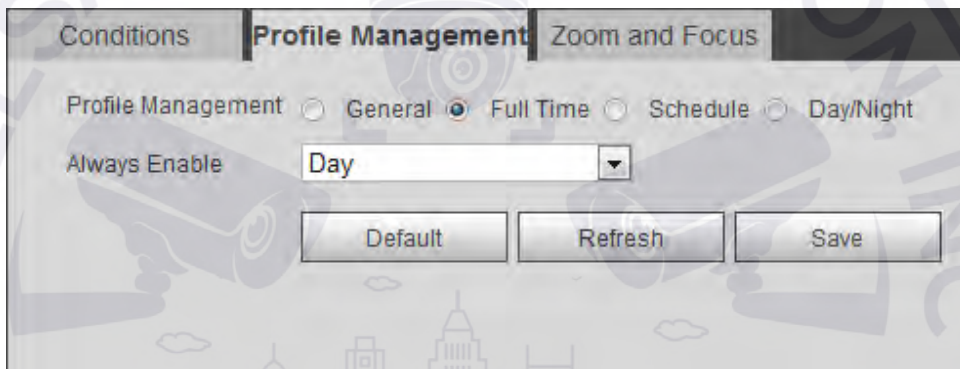 Conditions Profile Management Zoom and Focus
Profile Management General Full Time Schedule Day/Night
Always Enable Day
Default Refresh Save